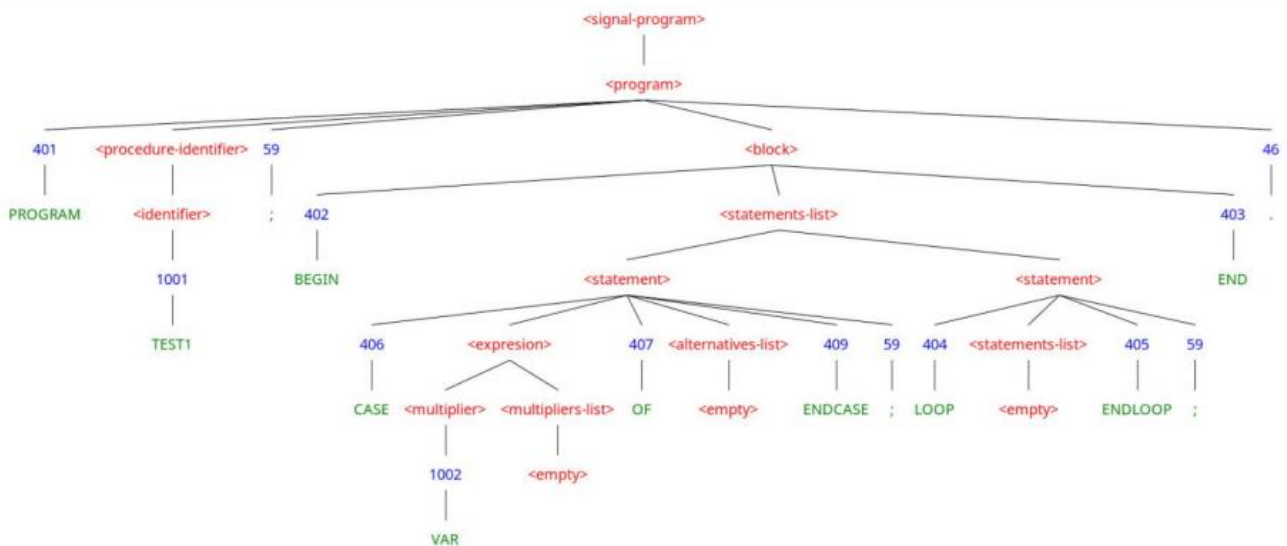 <signal-program>
<program>
401 <procedure-identifier> 59 <block> 46
PROGRAM <identifier> ; 402 <statements-list> 403 .
1001 BEGIN <statement> <statement> END
TEST1 406 <expresion> 407 <alternatives-list> 409 59 404 <statements-list> 405 59
CASE <multiplier> <multipliers-list> OF <empty> ENDCASE ; LOOP <empty> ENDLOOP ;
1002 <empty>
VAR